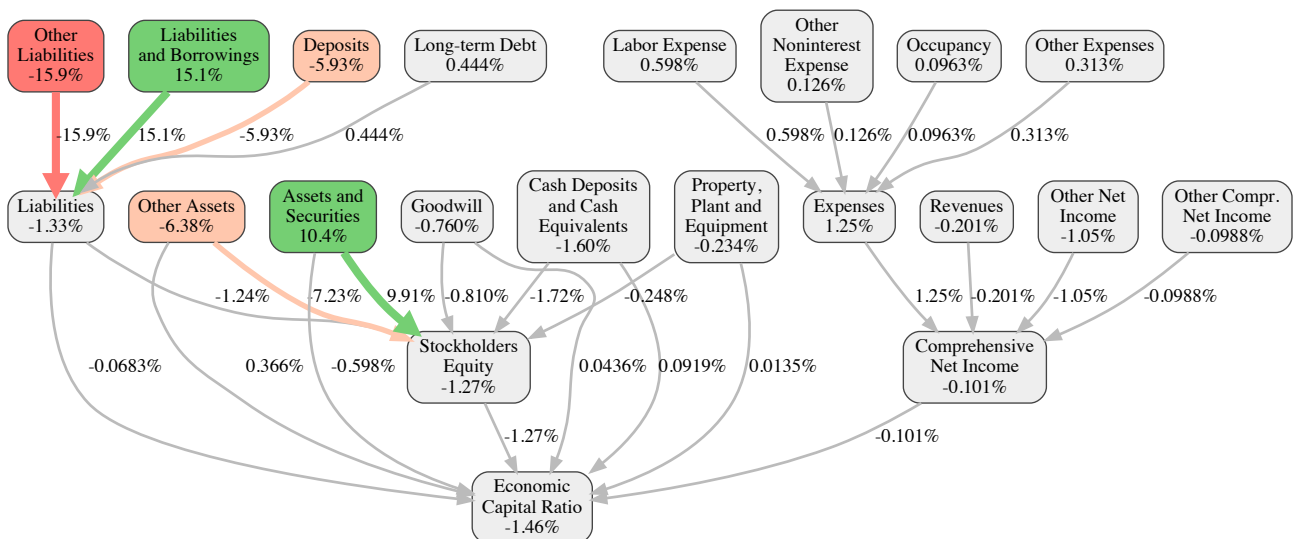 Other
Liabilities
-15.9%
Liabilities
and Borrowings
15.1%
Deposits
-5.93%
Long-term Debt
0.444%
Labor Expense
0.598%
Other
Noninterest
Expense
0.126%
Occupancy
0.0963%
Other Expenses
0.313%
-15.9%
15.1%
-5.93%
0.444%
0.598%
0.126%
0.0963%
0.313%
Liabilities
-1.33%
Other Assets
-6.38%
Assets and
Securities
10.4%
Goodwill
-0.760%
Cash Deposits
and Cash
Equivalents
-1.60%
Property,
Plant and
Equipment
-0.234%
Expenses
1.25%
Revenues
-0.201%
Other Net
Income
-1.05%
Other Compr.
Net Income
-0.0988%
-1.24%
-7.23%
9.91%
-0.810%
-1.72%
-0.248%
1.25%
-0.201%
-1.05%
-0.0988%
Stockholders
Equity
-1.27%
Comprehensive
Net Income
-0.101%
-0.0683%
0.366%
-0.598%
0.0436%
0.0919%
0.0135%
-1.27%
-0.101%
Economic
Capital Ratio
-1.46%